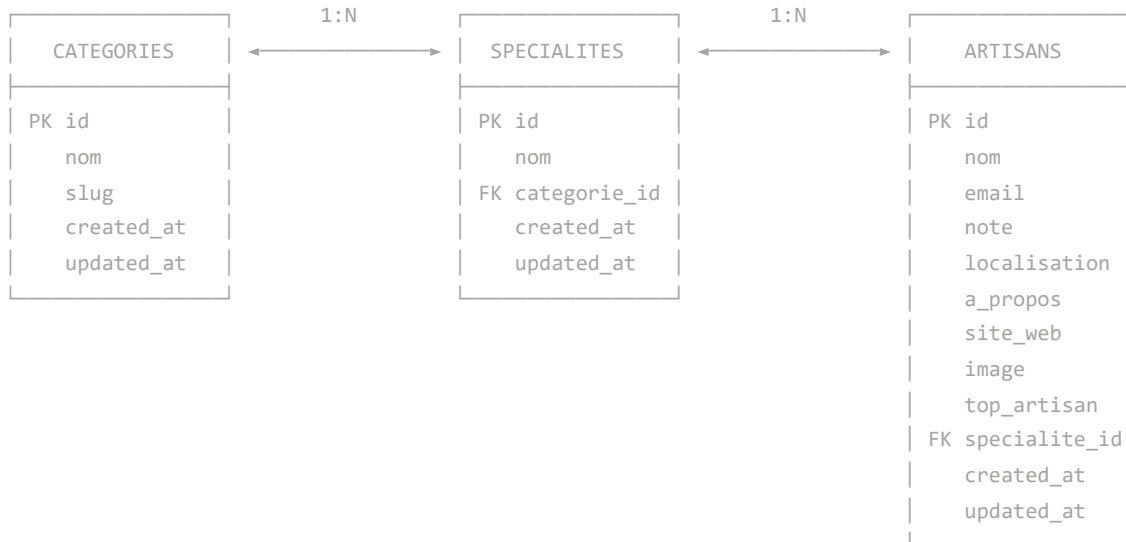 1:N 1:N
CATEGORIES SPECIALITES ARTISANS
PK id PK id PK id
nom nom nom
slug FK categorie_id email
created_at created_at note
updated_at updated_at localisation
a_propos
site_web
image
top_artisan
FK specialite_id
created_at
updated_at